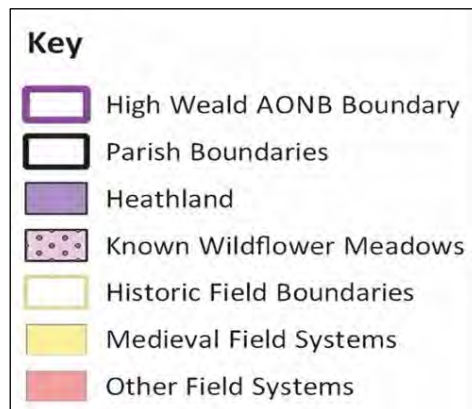 Key
High Weald AONB Boundary
Parish Boundaries
Heathland
Known Wildflower Meadows
Historic Field Boundaries
Medieval Field Systems
Other Field Systems